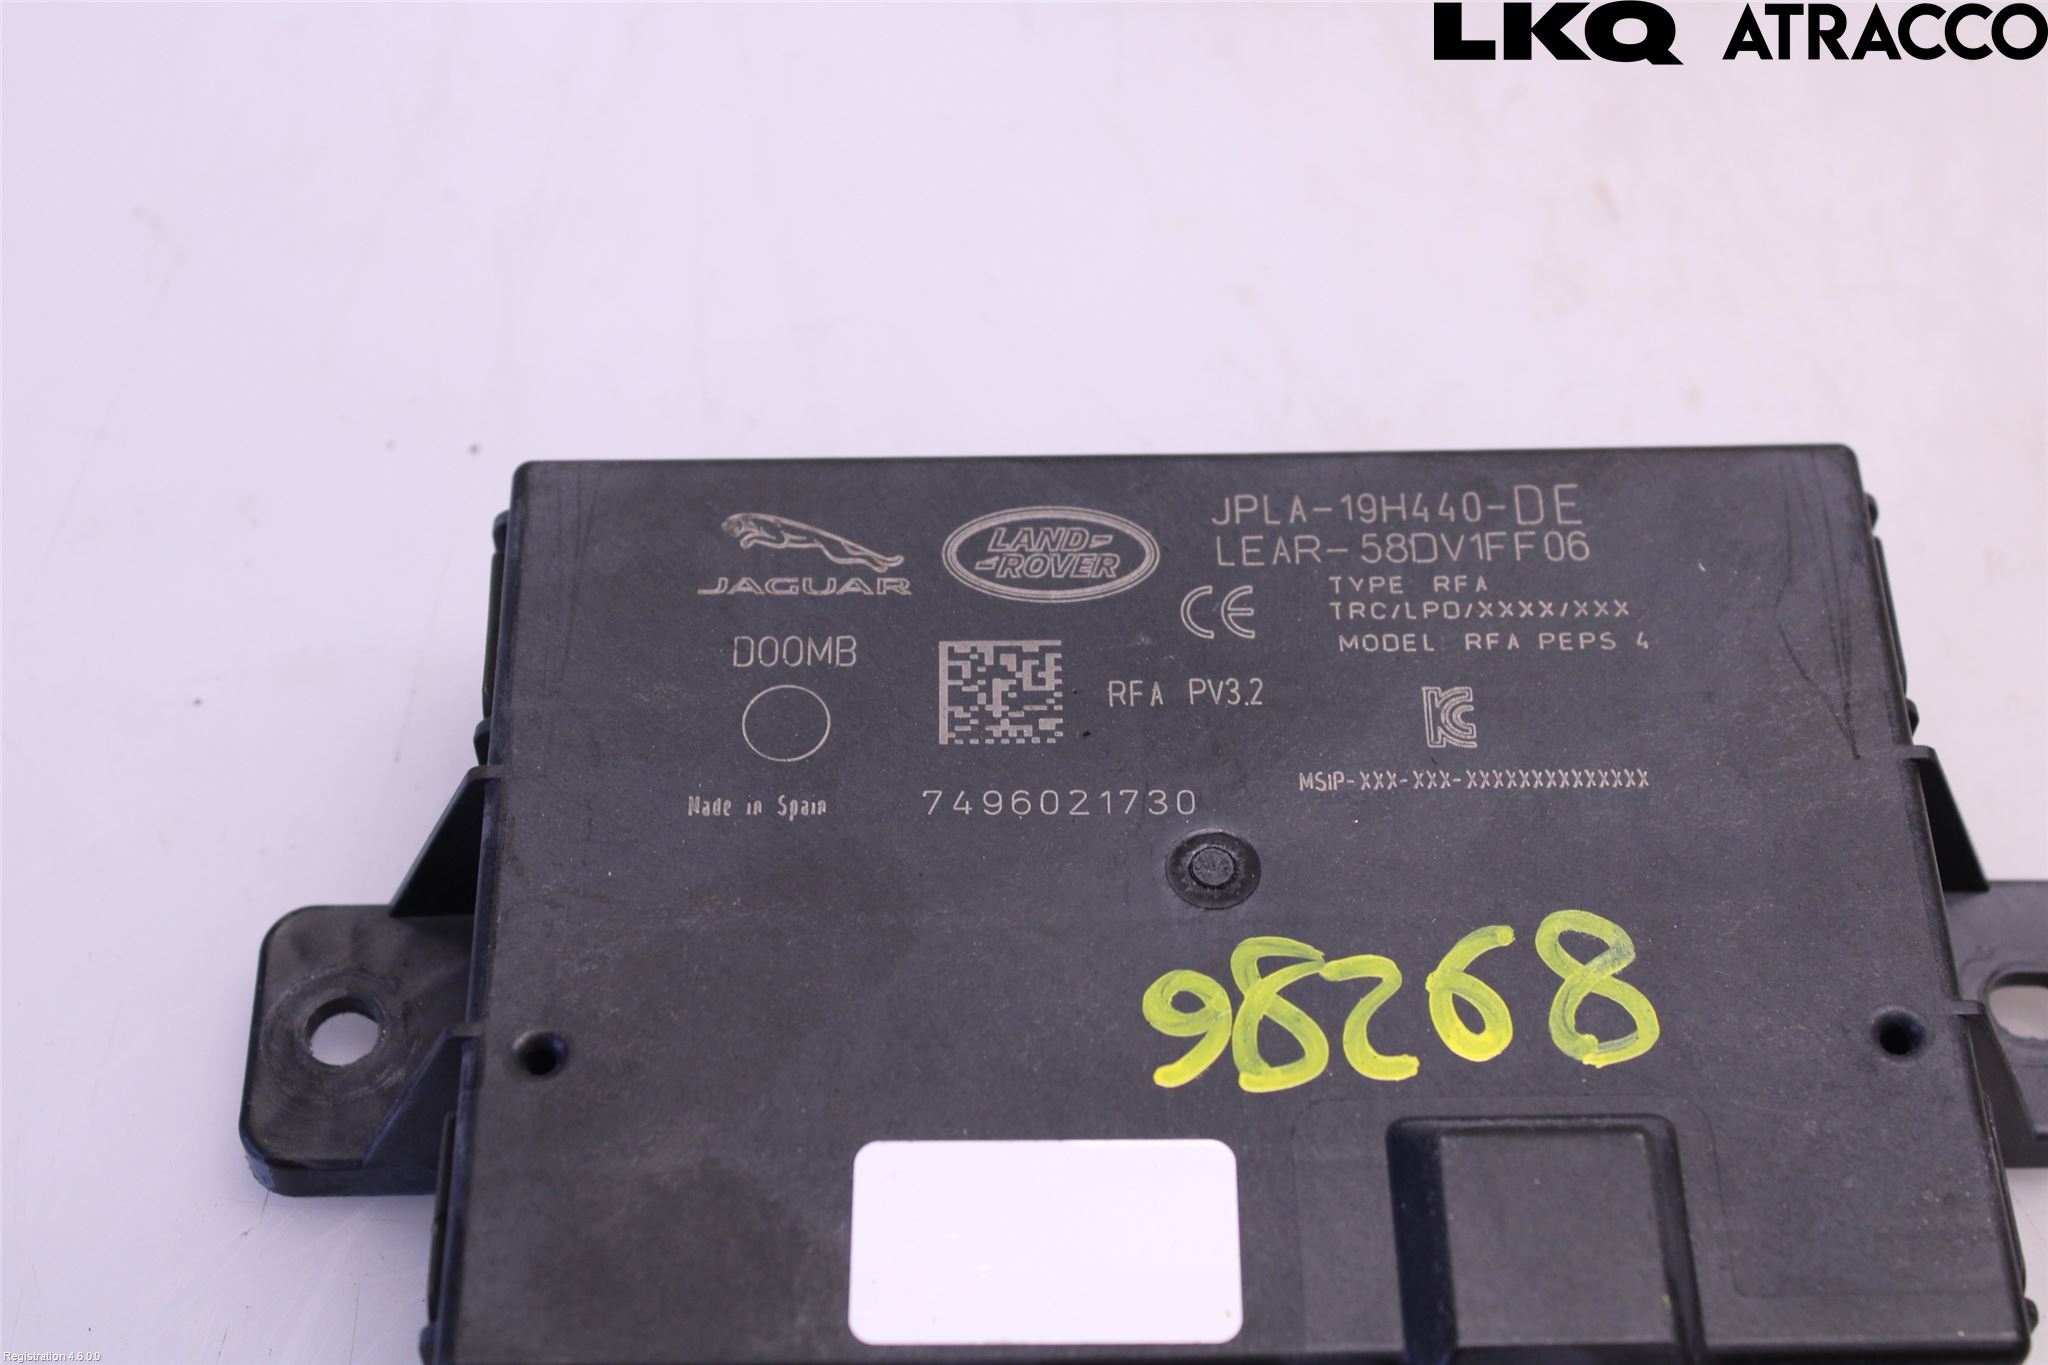 LKQ ATRACCO
JPLA-19H440-DE
LEAR-58DV1FF06
LAND-
-ROVER
JAGUAR
CE
TYPE RFA
TRC/LPD/XXXX/XXX
MODEL RFA PEPS 4
D00MB
RFA PV3.2
KC
MSIP-XXX-XXX-XXXXXXXXXXXXXX
Made in Spain
7496021730
98268
Registration 4.6.0.0